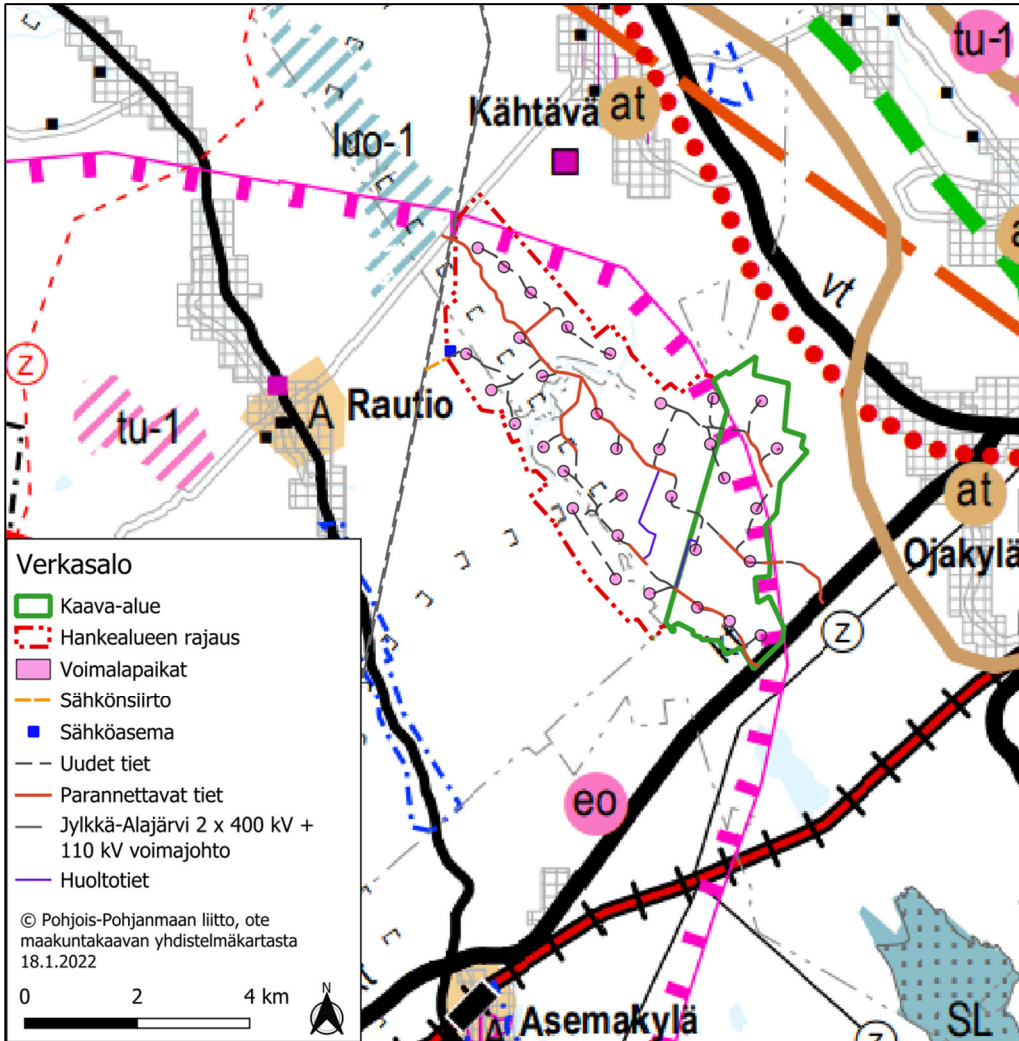 tu-1
Kähtävä
at
luo-1
a
vt
z
A
Rautio
tu-1
at
Ojakylä
z
eo
Verkasalo
Kaava-alue
Hankealueen rajaus
Voimalapaikat
Sähkönsiirto
Sähköasema
Uudet tiet
Parannettavat tiet
Jylkkä-Alajärvi 2 x 400 kV +
110 kV voimajohto
Huoltotiet
© Pohjois-Pohjanmaan liitto, ote
maakuntakaavan yhdistelmäkartasta
18.1.2022
0 2 4 km
N
A
Asemakylä
z
SL